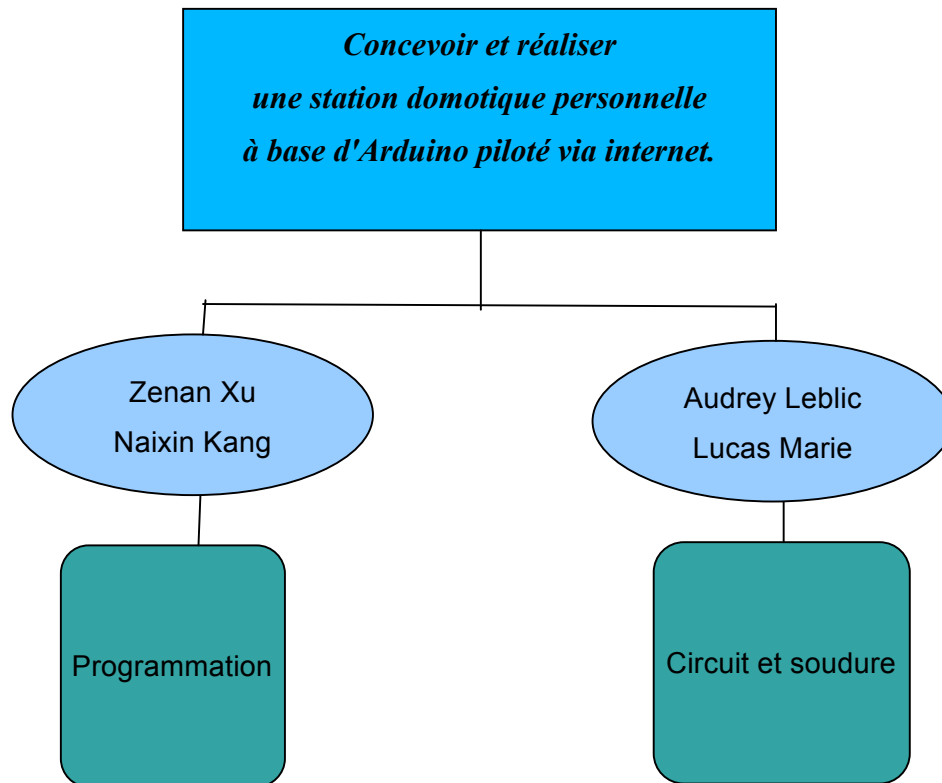 Concevoir et réaliser
une station domotique personnelle
à base d'Arduino piloté via internet.
Zenan Xu
Naixin Kang
Audrey Leblic
Lucas Marie
Programmation
Circuit et soudure